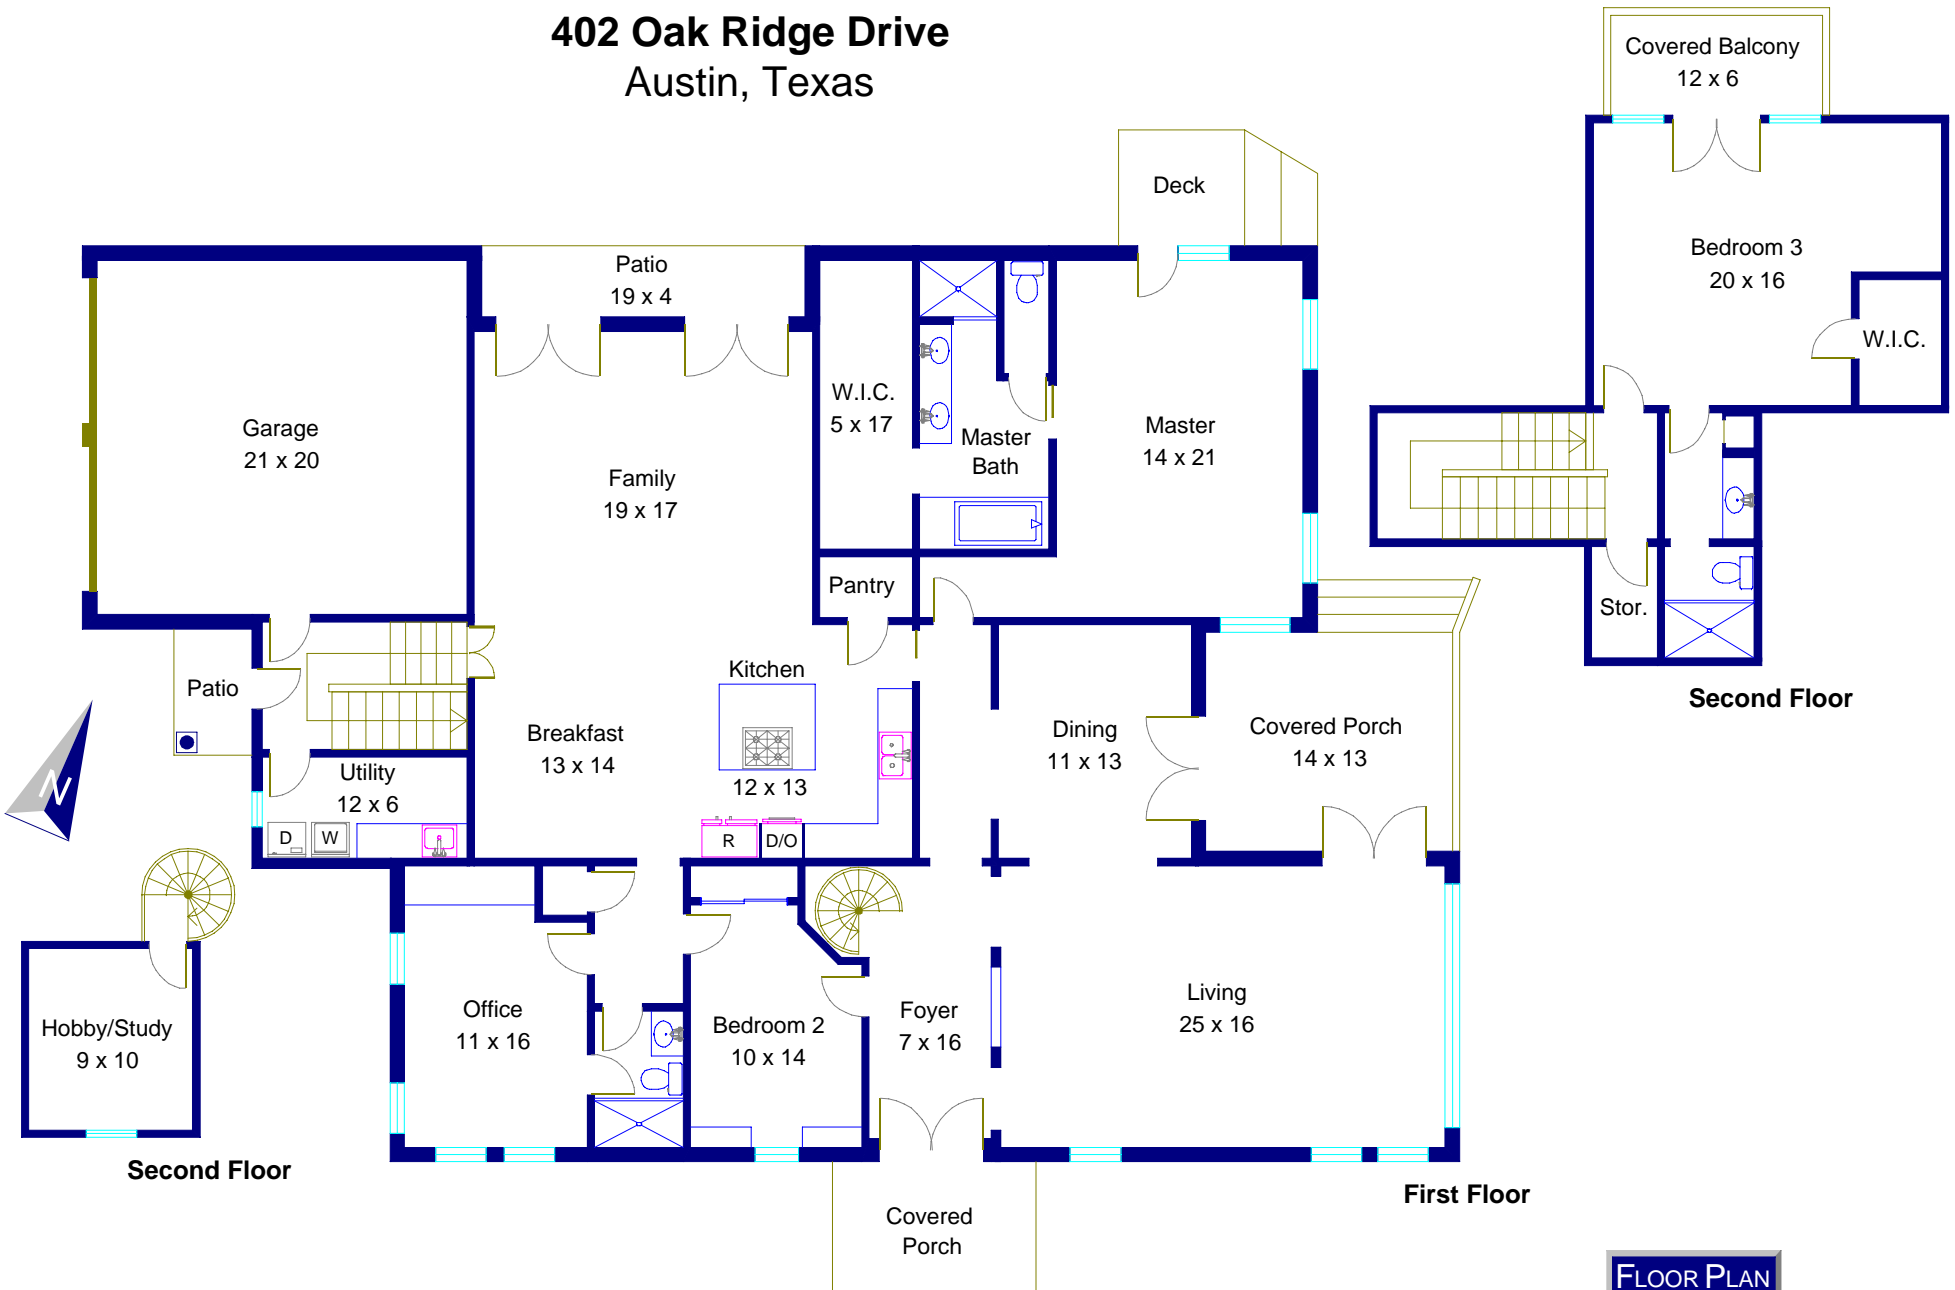 402 Oak Ridge Drive
Austin, Texas
Covered Balcony
12 x 6
Deck
Bedroom 3
20 x 16
Patio
19 x 4
W.I.C.
W.I.C.
5 x 17
Garage
21 x 20
Master
Bath
Master
14 x 21
Family
19 x 17
Pantry
Stor.
Kitchen
12 x 13
Patio
Second Floor
Breakfast
13 x 14
Dining
11 x 13
Covered Porch
14 x 13
N
Utility
12 x 6
D
W
R
D/O
Living
25 x 16
Office
11 x 16
Foyer
7 x 16
Bedroom 2
10 x 14
Hobby/Study
9 x 10
Second Floor
First Floor
Covered
Porch
FLOOR PLAN